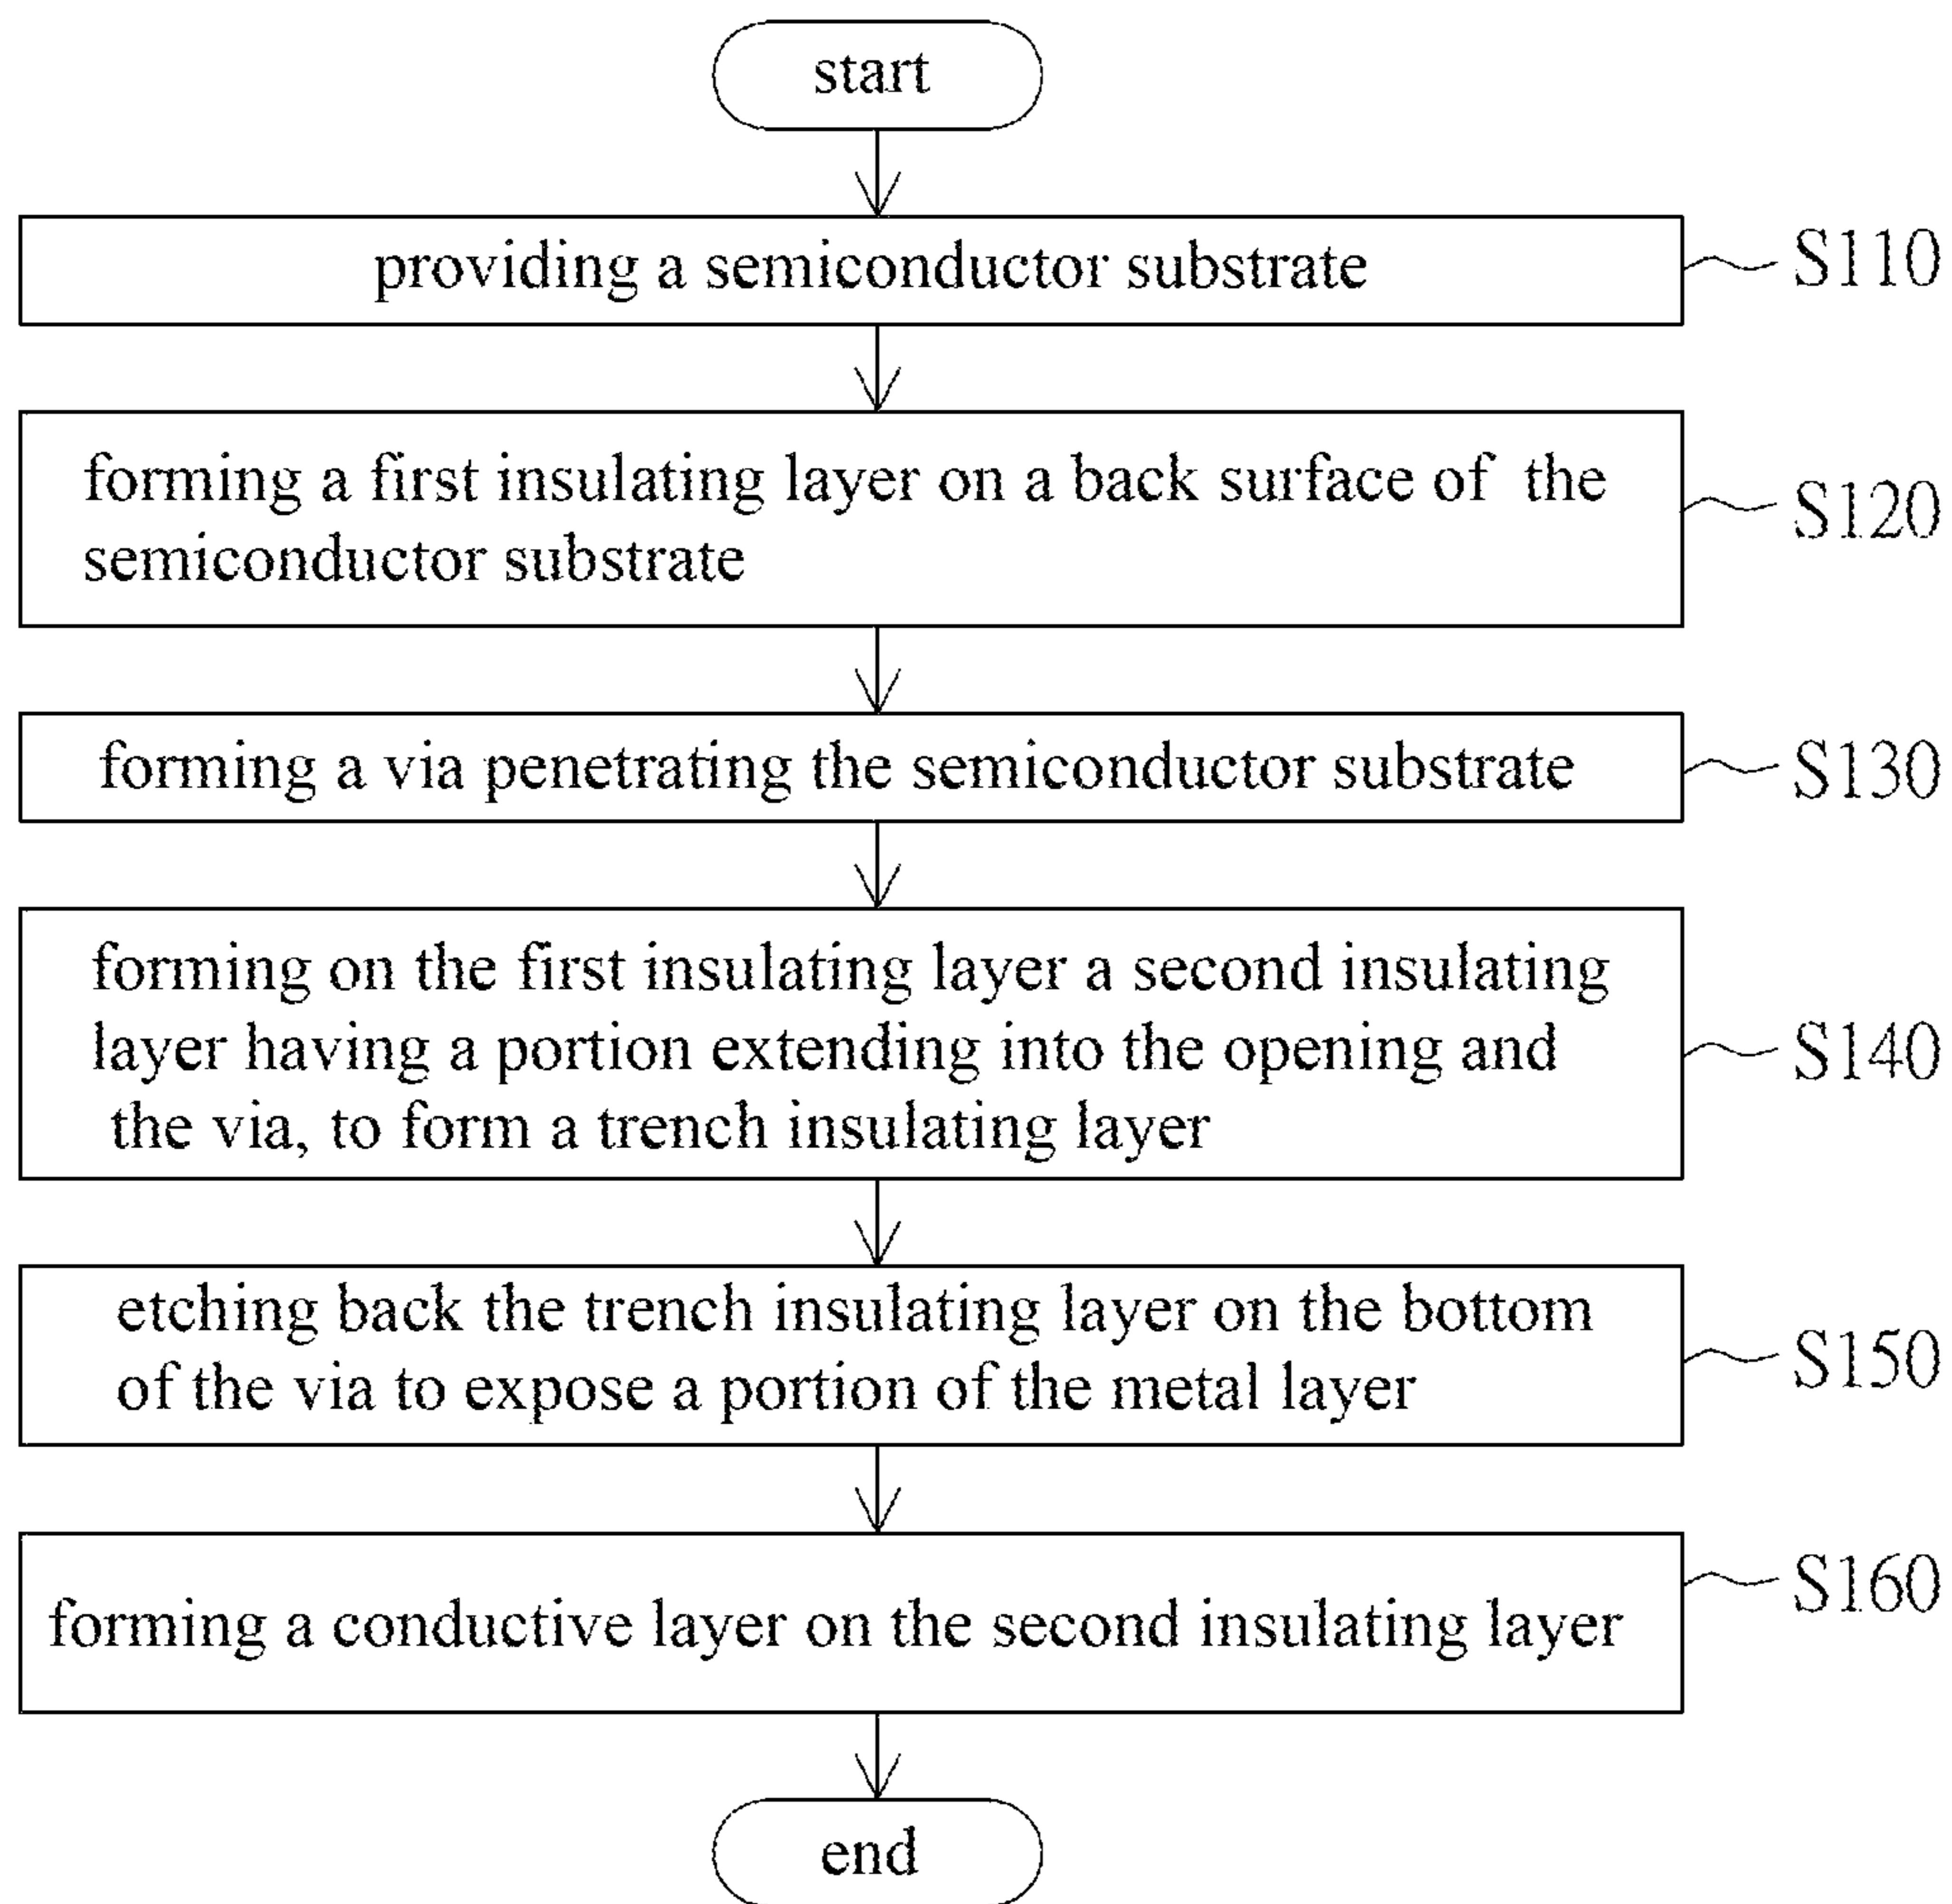 start
providing a semiconductor substrate
S110
forming a first insulating layer on a back surface of the
semiconductor substrate
S120
forming a via penetrating the semiconductor substrate
S130
forming on the first insulating layer a second insulating
layer having a portion extending into the opening and
the via, to form a trench insulating layer
S140
etching back the trench insulating layer on the bottom
of the via to expose a portion of the metal layer
S150
forming a conductive layer on the second insulating layer
S160
end